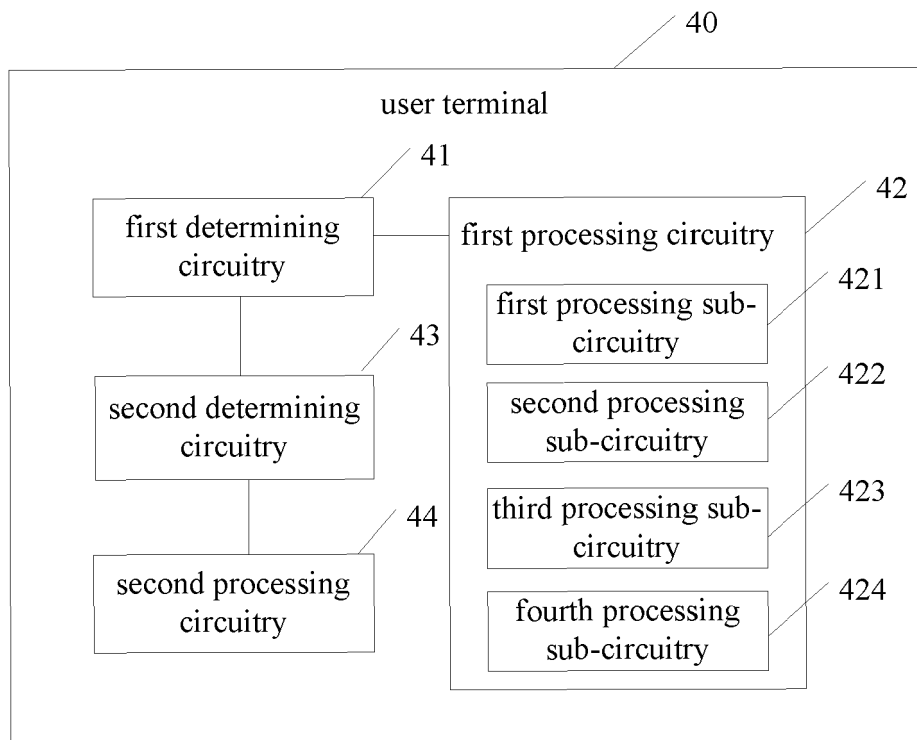 40
user terminal
41
first determining
circuitry
42
first processing circuitry
421
first processing sub-
circuitry
43
second determining
circuitry
422
second processing
sub-circuitry
423
third processing sub-
circuitry
44
second processing
circuitry
424
fourth processing
sub-circuitry